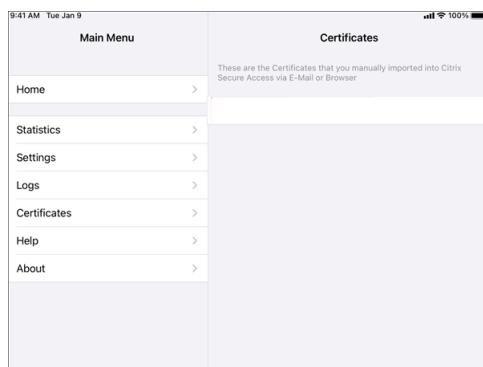 9:41 AM Tue Jan 9
100%
Main Menu
Certificates
These are the Certificates that you manually imported into Citrix
Secure Access via E-Mail or Browser
Home
Statistics
Settings
Logs
Certificates
Help
About